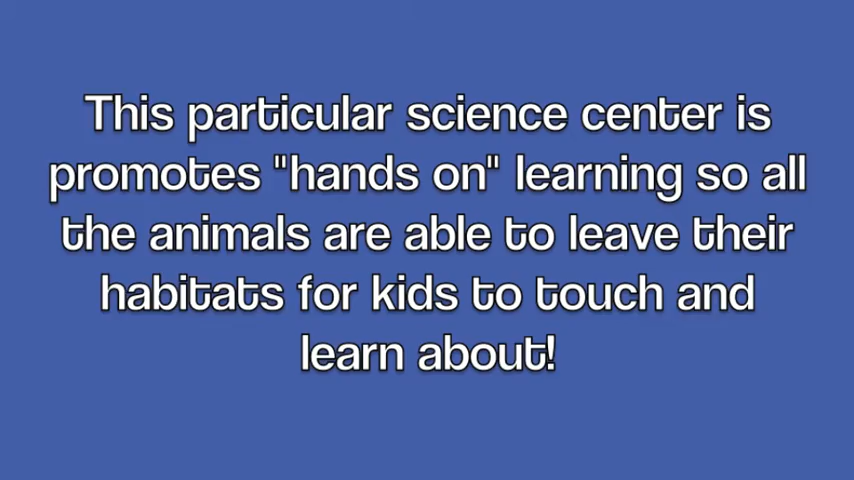 This particular science center is
promotes "hands on" learning so all
the animals are able to leave their
habitats for kids to touch and
learn about!